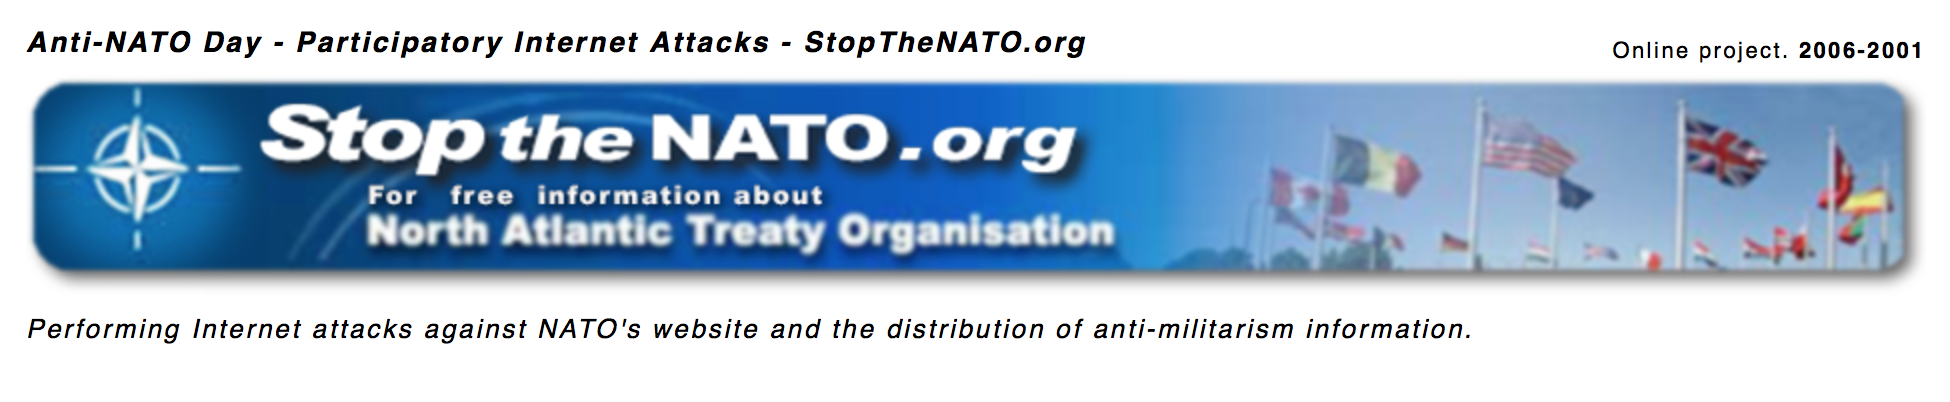 Anti-NATO Day - Participatory Internet Attacks - StopTheNATO.org
Online project. 2006-2001
Stop the NATO.org
For free information about
North Atlantic Treaty Organisation
Performing Internet attacks against NATO's website and the distribution of anti-militarism information.